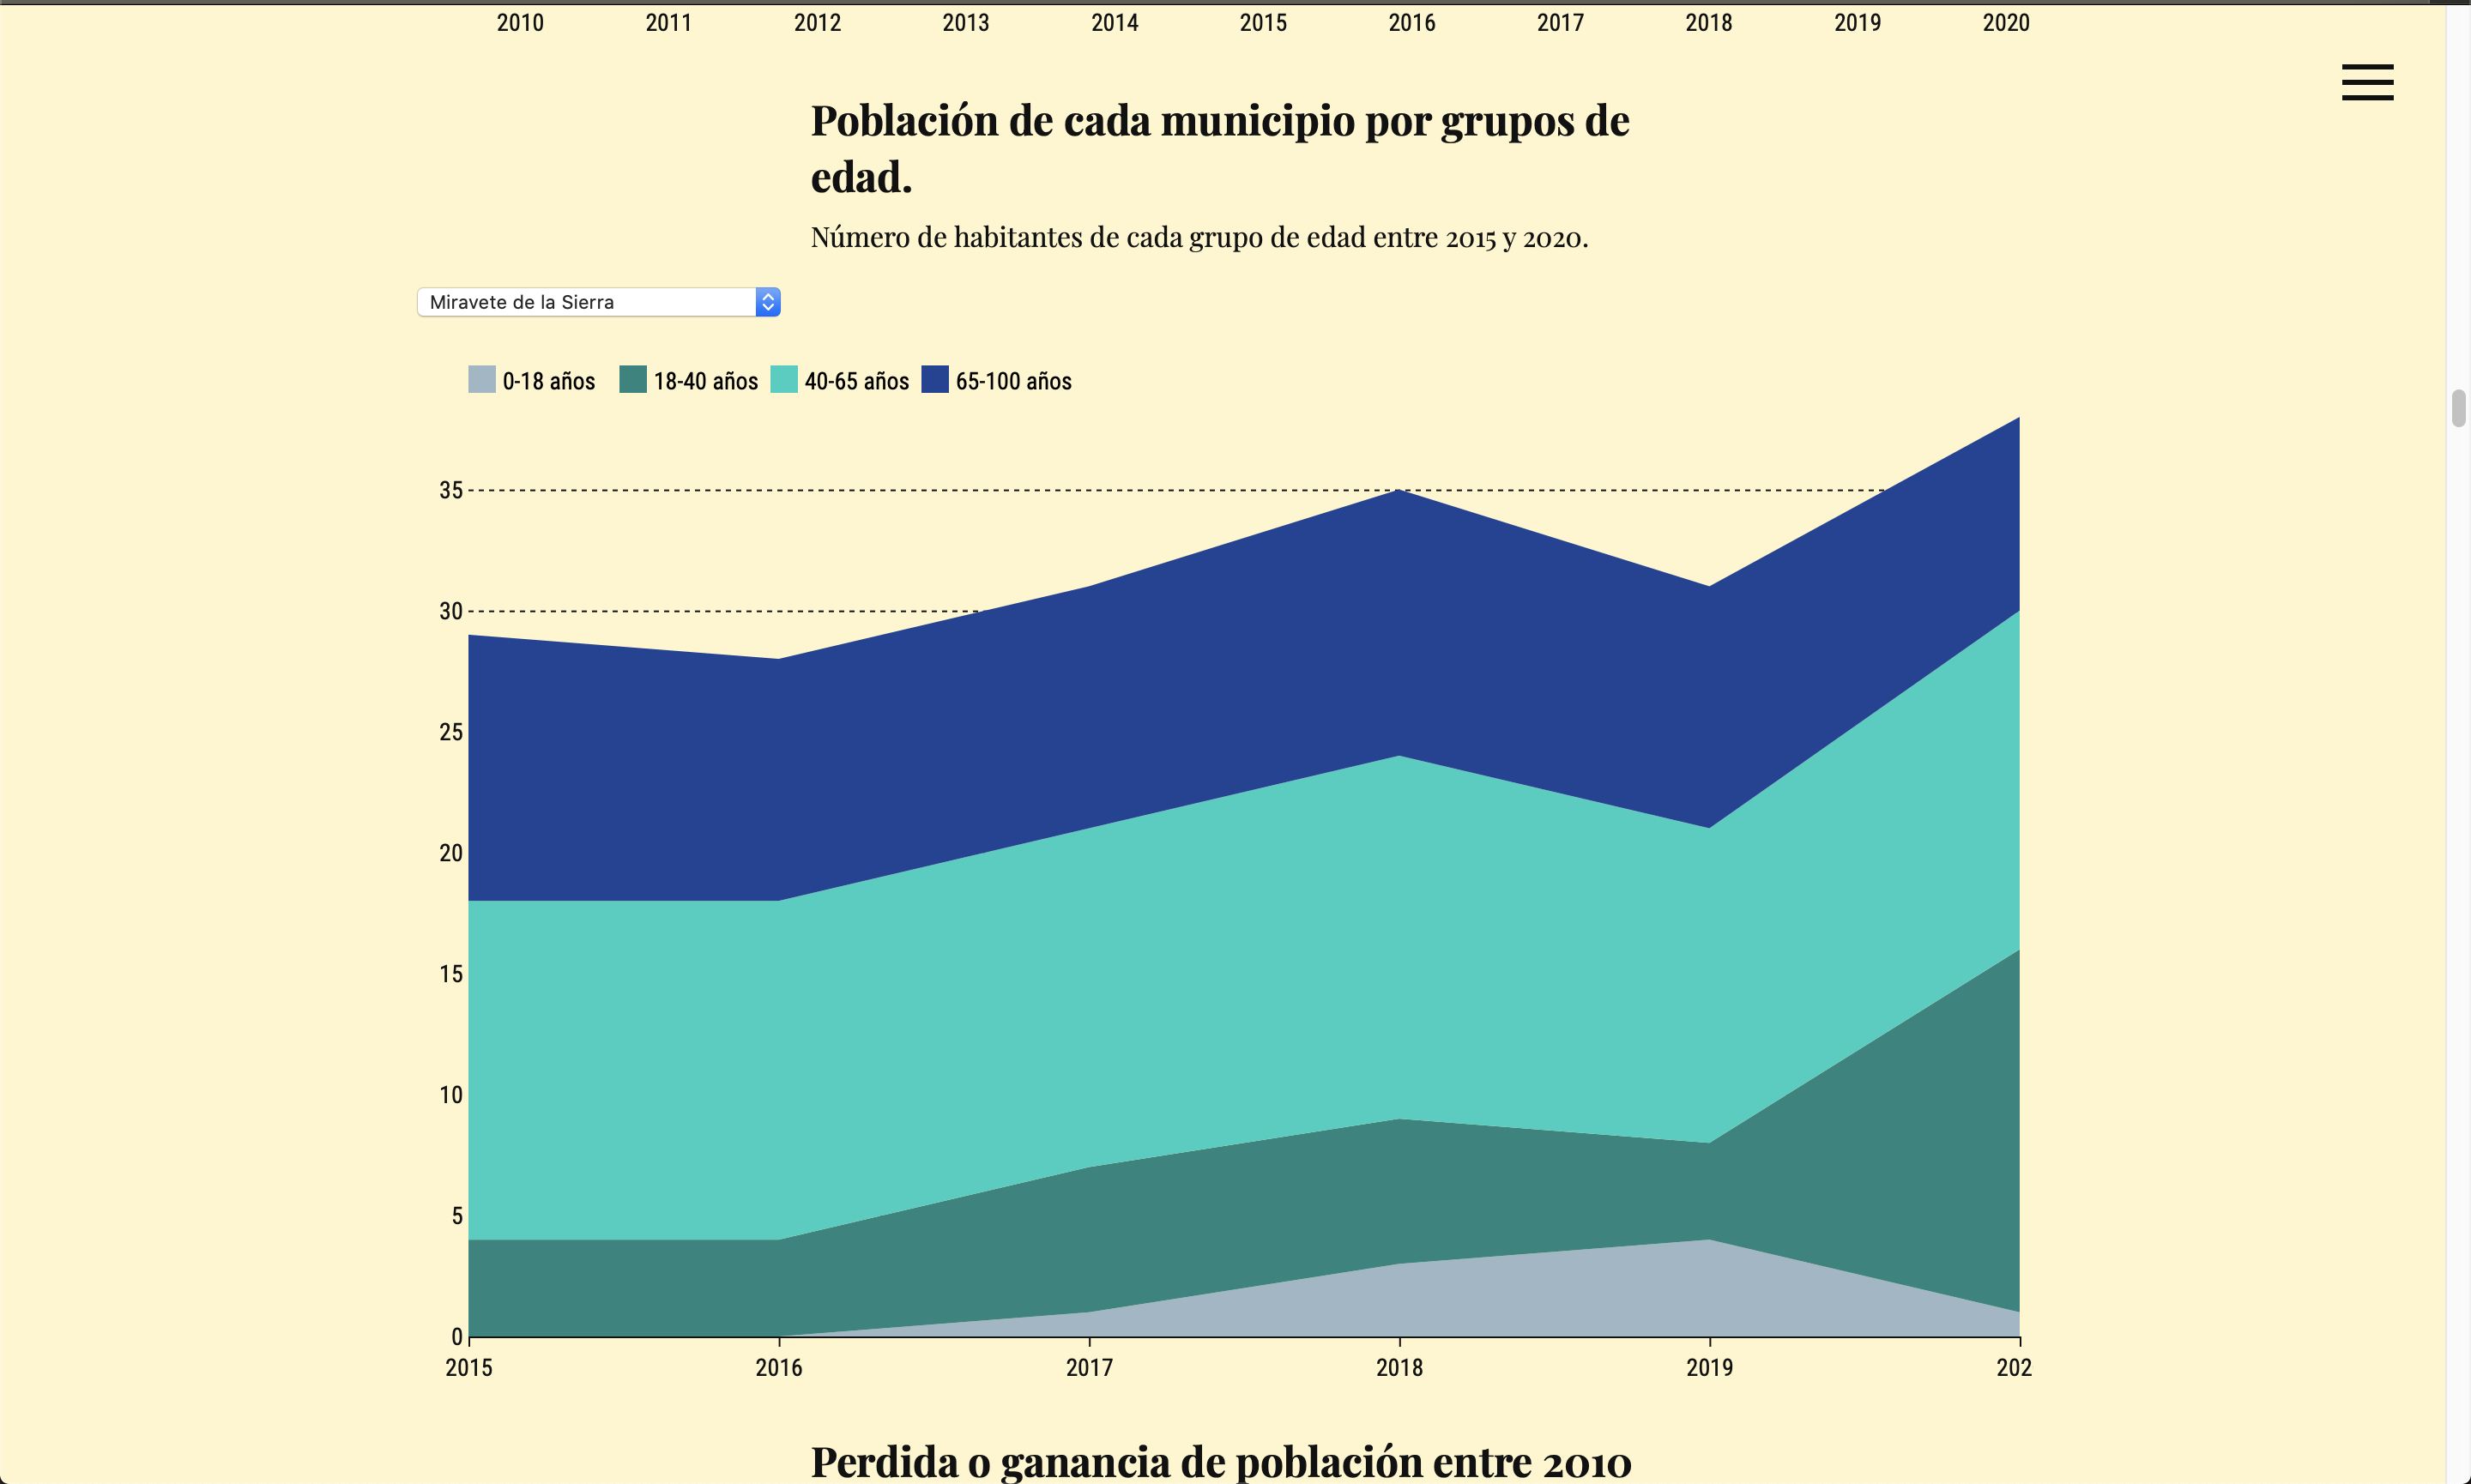 2010 2011 2012 2013 2014 2015 2016 2017 2018 2019 2020
Población de cada municipio por grupos de
edad.
Número de habitantes de cada grupo de edad entre 2015 y 2020.
Miravete de la Sierra
0-18 años 18-40 años 40-65 años 65-100 años
35
30
25
20
15
10
5
0
2015 2016 2017 2018 2019 202
Perdida o ganancia de población entre 2010